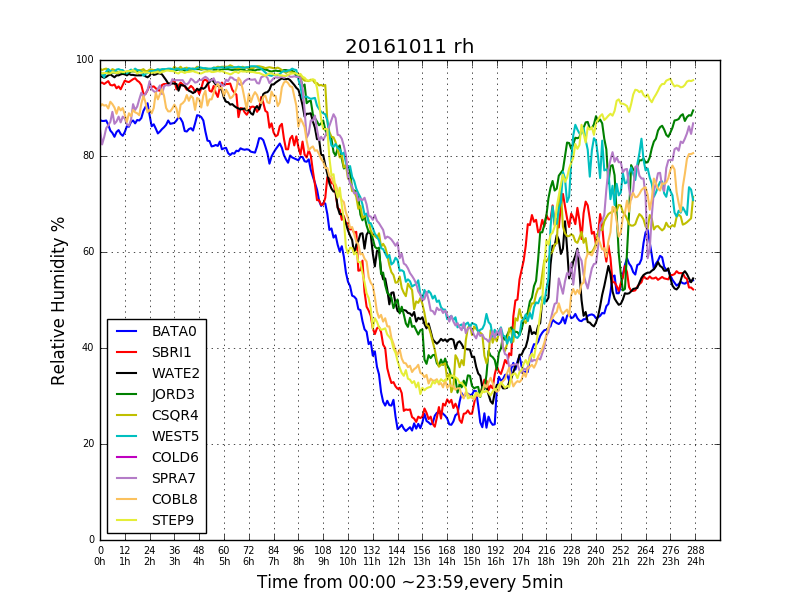 20161011 rh
Relative Humidity %
100
80
60
40
20
0
BATA0
SBRI1
WATE2
JORD3
CSQR4
WEST5
COLD6
SPRA7
COBL8
STEP9
0 12 24 36 48 60 72 84 96 108 120 132 144 156 168 180 192 204 216 228 240 252 264 276 288
0h 1h 2h 3h 4h 5h 6h 7h 8h 9h 10h 11h 12h 13h 14h 15h 16h 17h 18h 19h 20h 21h 22h 23h 24h
Time from 00:00 ~23:59,every 5min